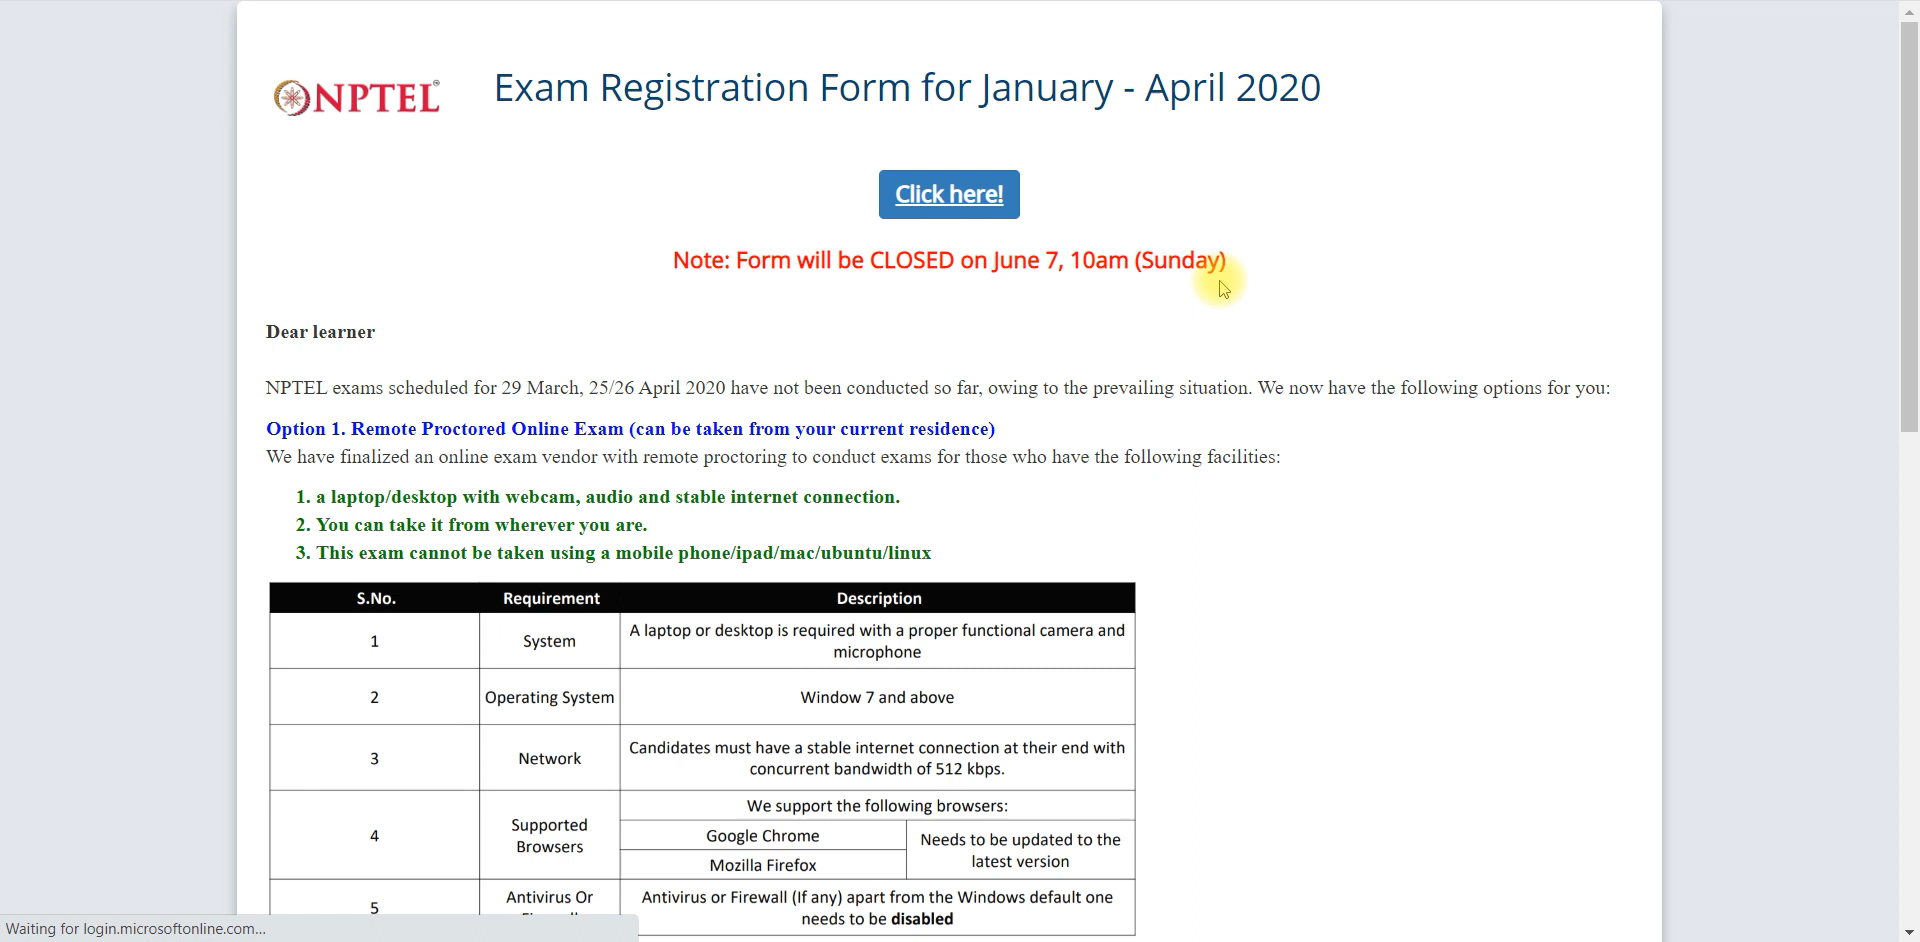 NPTEL
Exam Registration Form for January - April 2020
Click here!
Note: Form will be CLOSED on June 7, 10am (Sunday)
Dear learner
NPTEL exams scheduled for 29 March, 25/26 April 2020 have not been conducted so far, owing to the prevailing situation. We now have the following options for you:
Option 1. Remote Proctored Online Exam (can be taken from your current residence)
We have finalized an online exam vendor with remote proctoring to conduct exams for those who have the following facilities:
1. a laptop/desktop with webcam, audio and stable internet connection.
2. You can take it from wherever you are.
3. This exam cannot be taken using a mobile phone/ipad/mac/ubuntu/linux
S.No. Requirement Description
1 System A laptop or desktop is required with a proper functional camera and
microphone
2 Operating System Window 7 and above
3 Network Candidates must have a stable internet connection at their end with
concurrent bandwidth of 512 kbps.
4 Supported
Browsers
We support the following browsers:
Google Chrome
Mozilla Firefox
Needs to be updated to the
latest version
5 Antivirus Or
Antivirus or Firewall (If any) apart from the Windows default one
needs to be disabled
Waiting for login.microsoftonline.com...